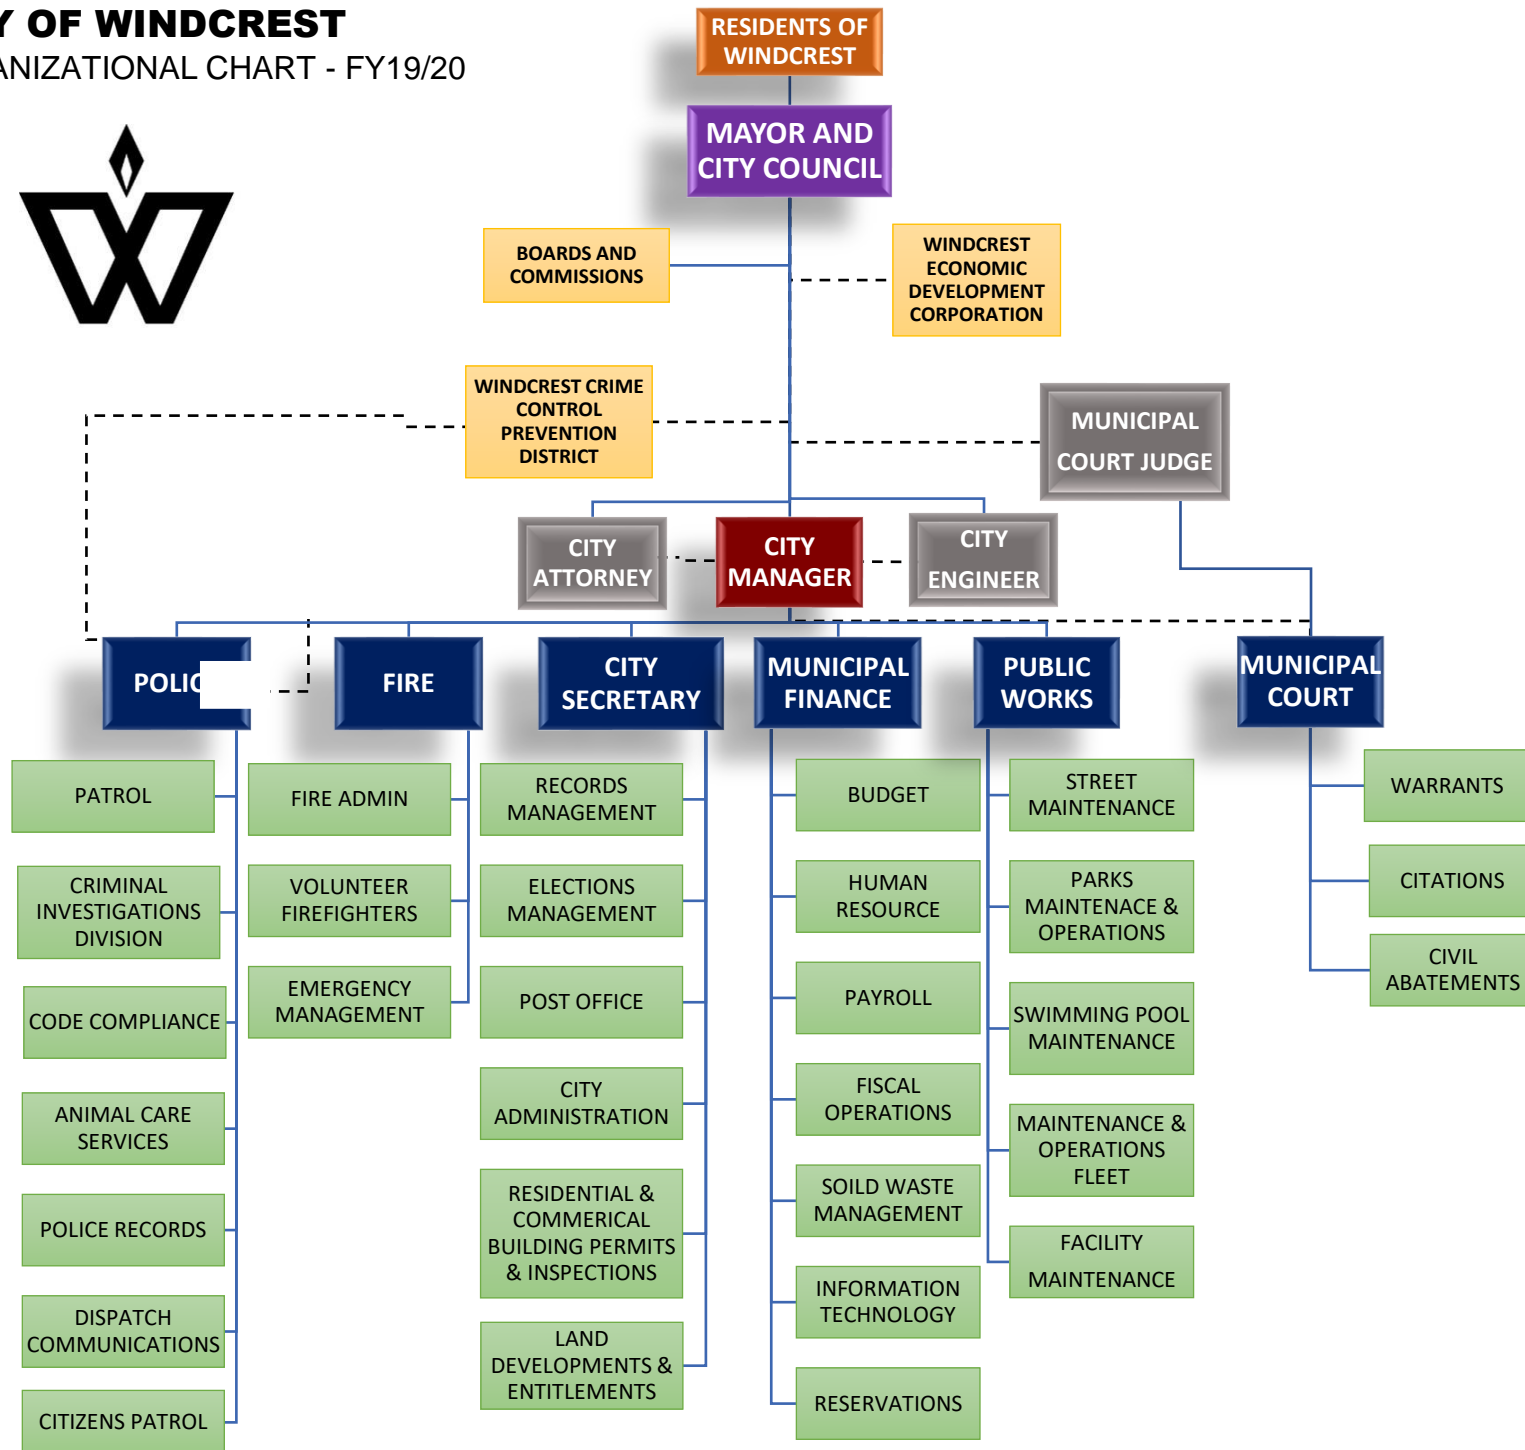 Y OF WINDCREST
ANIZATIONAL CHART - FY19/20
RESIDENTS OF
WINDCREST
MAYOR AND
CITY COUNCIL
BOARDS AND
COMMISSIONS
WINDCREST
ECONOMIC
DEVELOPMENT
CORPORATION
WINDCREST CRIME
CONTROL
PREVENTION
DISTRICT
MUNICIPAL
COURT JUDGE
CITY
ATTORNEY
CITY
MANAGER
CITY
ENGINEER
POLIC
FIRE
CITY
SECRETARY
MUNICIPAL
FINANCE
PUBLIC
WORKS
MUNICIPAL
COURT
PATROL
CRIMINAL
INVESTIGATIONS
DIVISION
CODE COMPLIANCE
ANIMAL CARE
SERVICES
POLICE RECORDS
DISPATCH
COMMUNICATIONS
CITIZENS PATROL
FIRE ADMIN
VOLUNTEER
FIREFIGHTERS
EMERGENCY
MANAGEMENT
RECORDS
MANAGEMENT
ELECTIONS
MANAGEMENT
POST OFFICE
CITY
ADMINISTRATION
RESIDENTIAL &
COMMERICAL
BUILDING PERMITS
& INSPECTIONS
LAND
DEVELOPMENTS &
ENTITLEMENTS
BUDGET
HUMAN
RESOURCE
PAYROLL
FISCAL
OPERATIONS
SOILD WASTE
MANAGEMENT
INFORMATION
TECHNOLOGY
RESERVATIONS
STREET
MAINTENANCE
PARKS
MAINTENACE &
OPERATIONS
SWIMMING POOL
MAINTENANCE
MAINTENANCE &
OPERATIONS
FLEET
FACILITY
MAINTENANCE
WARRANTS
CITATIONS
CIVIL
ABATEMENTS